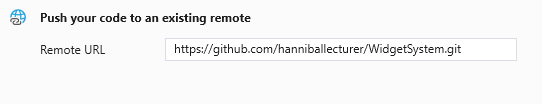 Push your code to an existing remote
Remote URL https://github.com/hanniballecturer/WidgetSystem.git